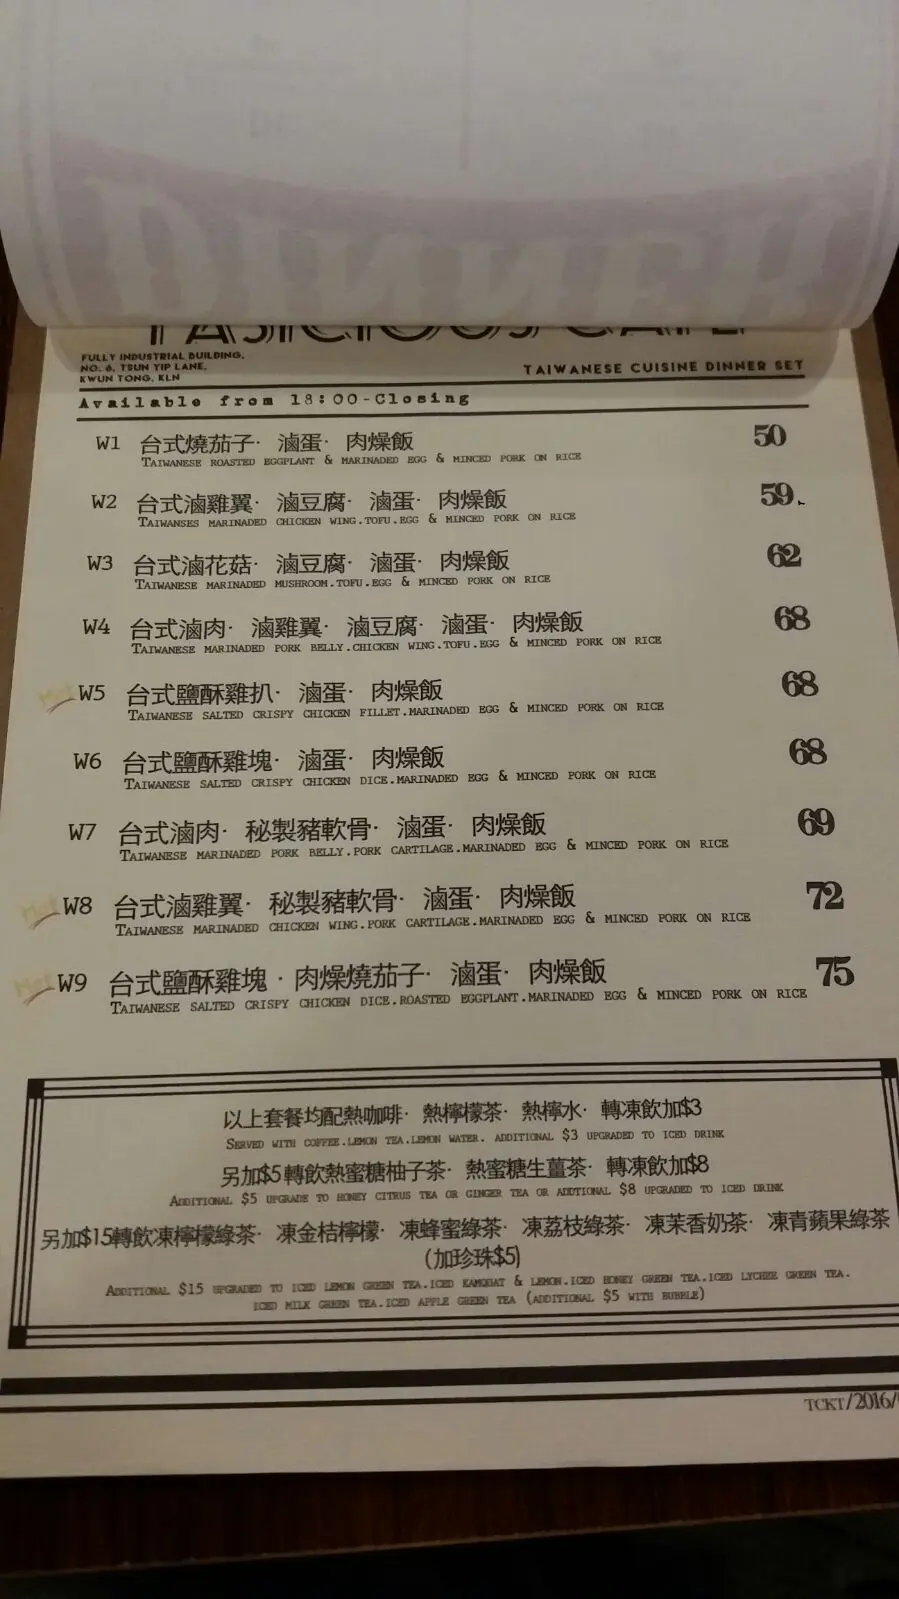 DINNER
TASICIOUS CAFE
FULLY INDUSTRIAL BUILDING,
NO. 6, TSUN YIP LANE,
KWUN TONG, KLN
TAIWANESE CUISINE DINNER SET
Available from 18:00-Closing
W1 台式燒茄子· 滷蛋· 肉燥飯 50
TAIWANESE ROASTED EGGPLANT & MARINADED EGG & MINCED PORK ON RICE
W2 台式滷雞翼· 滷豆腐· 滷蛋· 肉燥飯 59
TAIWANSES MARINADED CHICKEN WING.TOFU.EGG & MINCED PORK ON RICE
W3 台式滷花菇· 滷豆腐· 滷蛋· 肉燥飯 62
TAIWANESE MARINADED MUSHROOM.TOFU.EGG & MINCED PORK ON RICE
W4 台式滷肉· 滷雞翼· 滷豆腐· 滷蛋· 肉燥飯 68
TAIWANESE MARINADED PORK BELLY.CHICKEN WING.TOFU.EGG & MINCED PORK ON RICE
Hot W5 台式鹽酥雞扒· 滷蛋· 肉燥飯 68
TAIWANESE SALTED CRISPY CHICKEN FILLET.MARINADED EGG & MINCED PORK ON RICE
W6 台式鹽酥雞塊· 滷蛋· 肉燥飯 68
TAIWANESE SALTED CRISPY CHICKEN DICE.MARINADED EGG & MINCED PORK ON RICE
W7 台式滷肉· 秘製豬軟骨· 滷蛋· 肉燥飯 69
TAIWANESE MARINADED PORK BELLY.PORK CARTILAGE.MARINADED EGG & MINCED PORK ON RICE
Hot W8 台式滷雞翼· 秘製豬軟骨· 滷蛋· 肉燥飯 72
TAIWANESE MARINADED CHICKEN WING.PORK CARTILAGE.MARINADED EGG & MINCED PORK ON RICE
Hot W9 台式鹽酥雞塊· 肉燥燒茄子· 滷蛋· 肉燥飯 75
TAIWANESE SALTED CRISPY CHICKEN DICE.ROASTED EGGPLANT.MARINADED EGG & MINCED PORK ON RICE
以上套餐均配熱咖啡· 熱檸檬茶· 熱檸水· 轉凍飲加$3
SERVED WITH COFFEE.LEMON TEA.LEMON WATER. ADDITIONAL $3 UPGRADED TO ICED DRINK
另加$5轉飲熱蜜糖柚子茶· 熱蜜糖生薑茶· 轉凍飲加$8
ADDITIONAL $5 UPGRADE TO HONEY CITRUS TEA OR GINGER TEA OR ADDTIONAL $8 UPGRADED TO ICED DRINK
另加$15轉飲凍檸檬綠茶· 凍金桔檸檬· 凍蜂蜜綠茶· 凍荔枝綠茶· 凍茉香奶茶· 凍青蘋果綠茶
(加珍珠$5)
ADDITIONAL $15 UPGRADED TO ICED LEMON GREEN TEA.ICED KAMQUAT & LEMON.ICED HONEY GREEN TEA.ICED LYCHEE GREEN TEA.
ICED MILK GREEN TEA.ICED APPLE GREEN TEA (ADDITIONAL $5 WITH BUBBLE)
TCKT/2016/